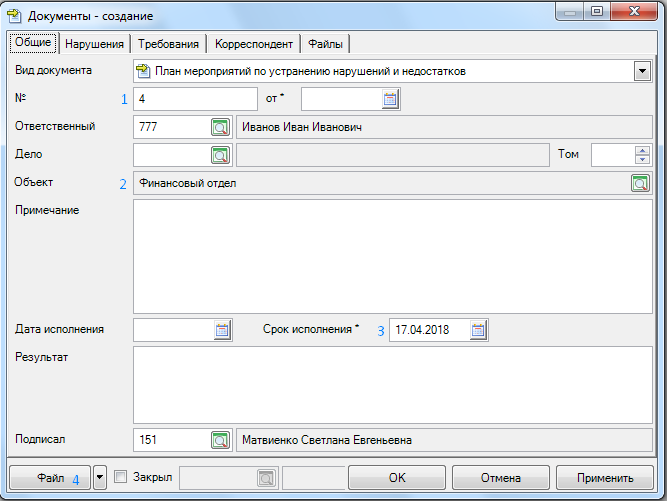 Документы - создание
Общие Нарушения Требования Корреспондент Файлы
Вид документа План мероприятий по устранению нарушений и недостатков
№ 1 4 от *
Ответственный 777 Иванов Иван Иванович
Дело Том
Объект 2 Финансовый отдел
Примечание
Дата исполнения Срок исполнения * 3 17.04.2018
Результат
Подписал 151 Матвиенко Светлана Евгеньевна
Файл 4 Закрыл OK Отмена Применить